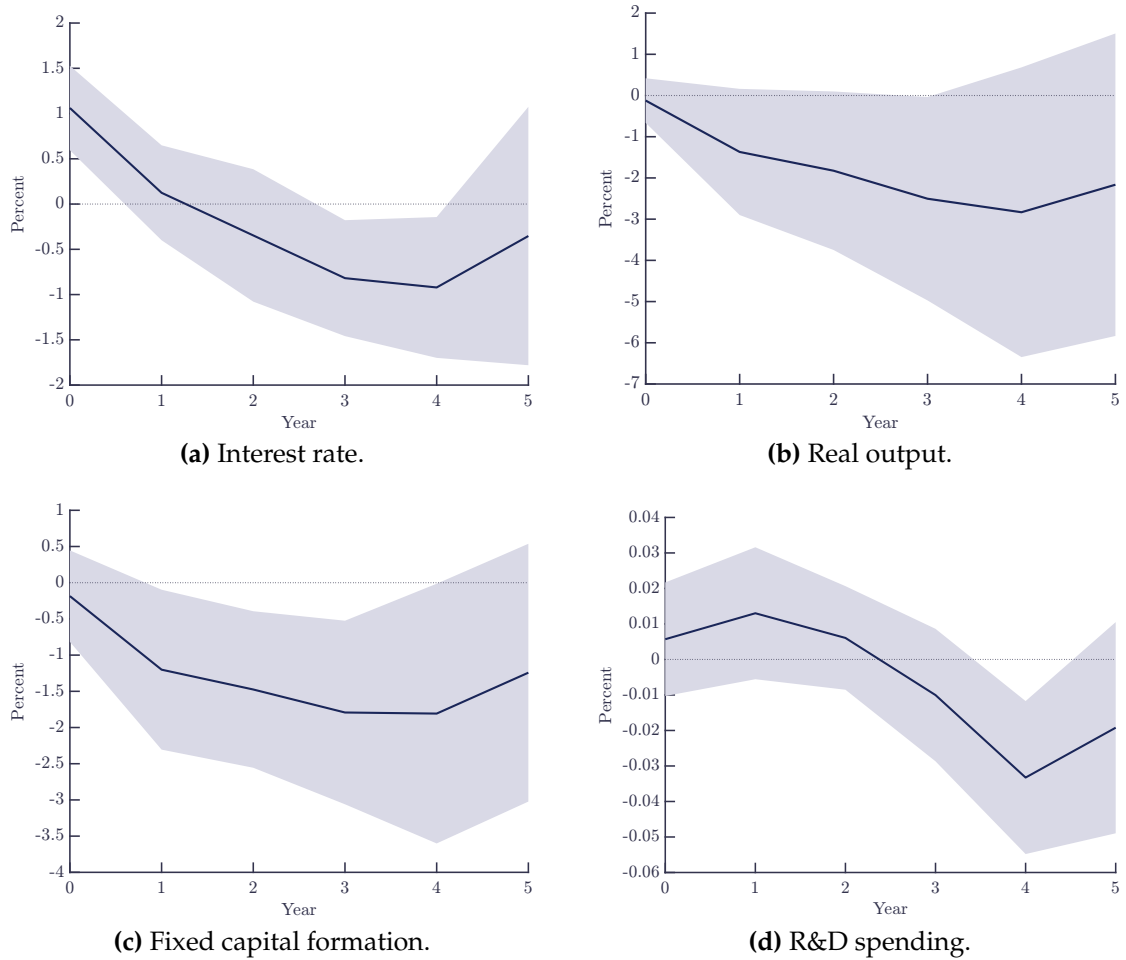 2
1.5
1
0.5
0
-0.5
-1
-1.5
-2
Percent
0 1 2 3 4 5
Year
(a) Interest rate.
2
1
0
-1
-2
-3
-4
-5
-6
-7
Percent
0 1 2 3 4 5
Year
(b) Real output.
1
0.5
0
-0.5
-1
-1.5
-2
-2.5
-3
-3.5
-4
Percent
0 1 2 3 4 5
Year
(c) Fixed capital formation.
0.04
0.03
0.02
0.01
0
-0.01
-0.02
-0.03
-0.04
-0.05
-0.06
Percent
0 1 2 3 4 5
Year
(d) R&D spending.